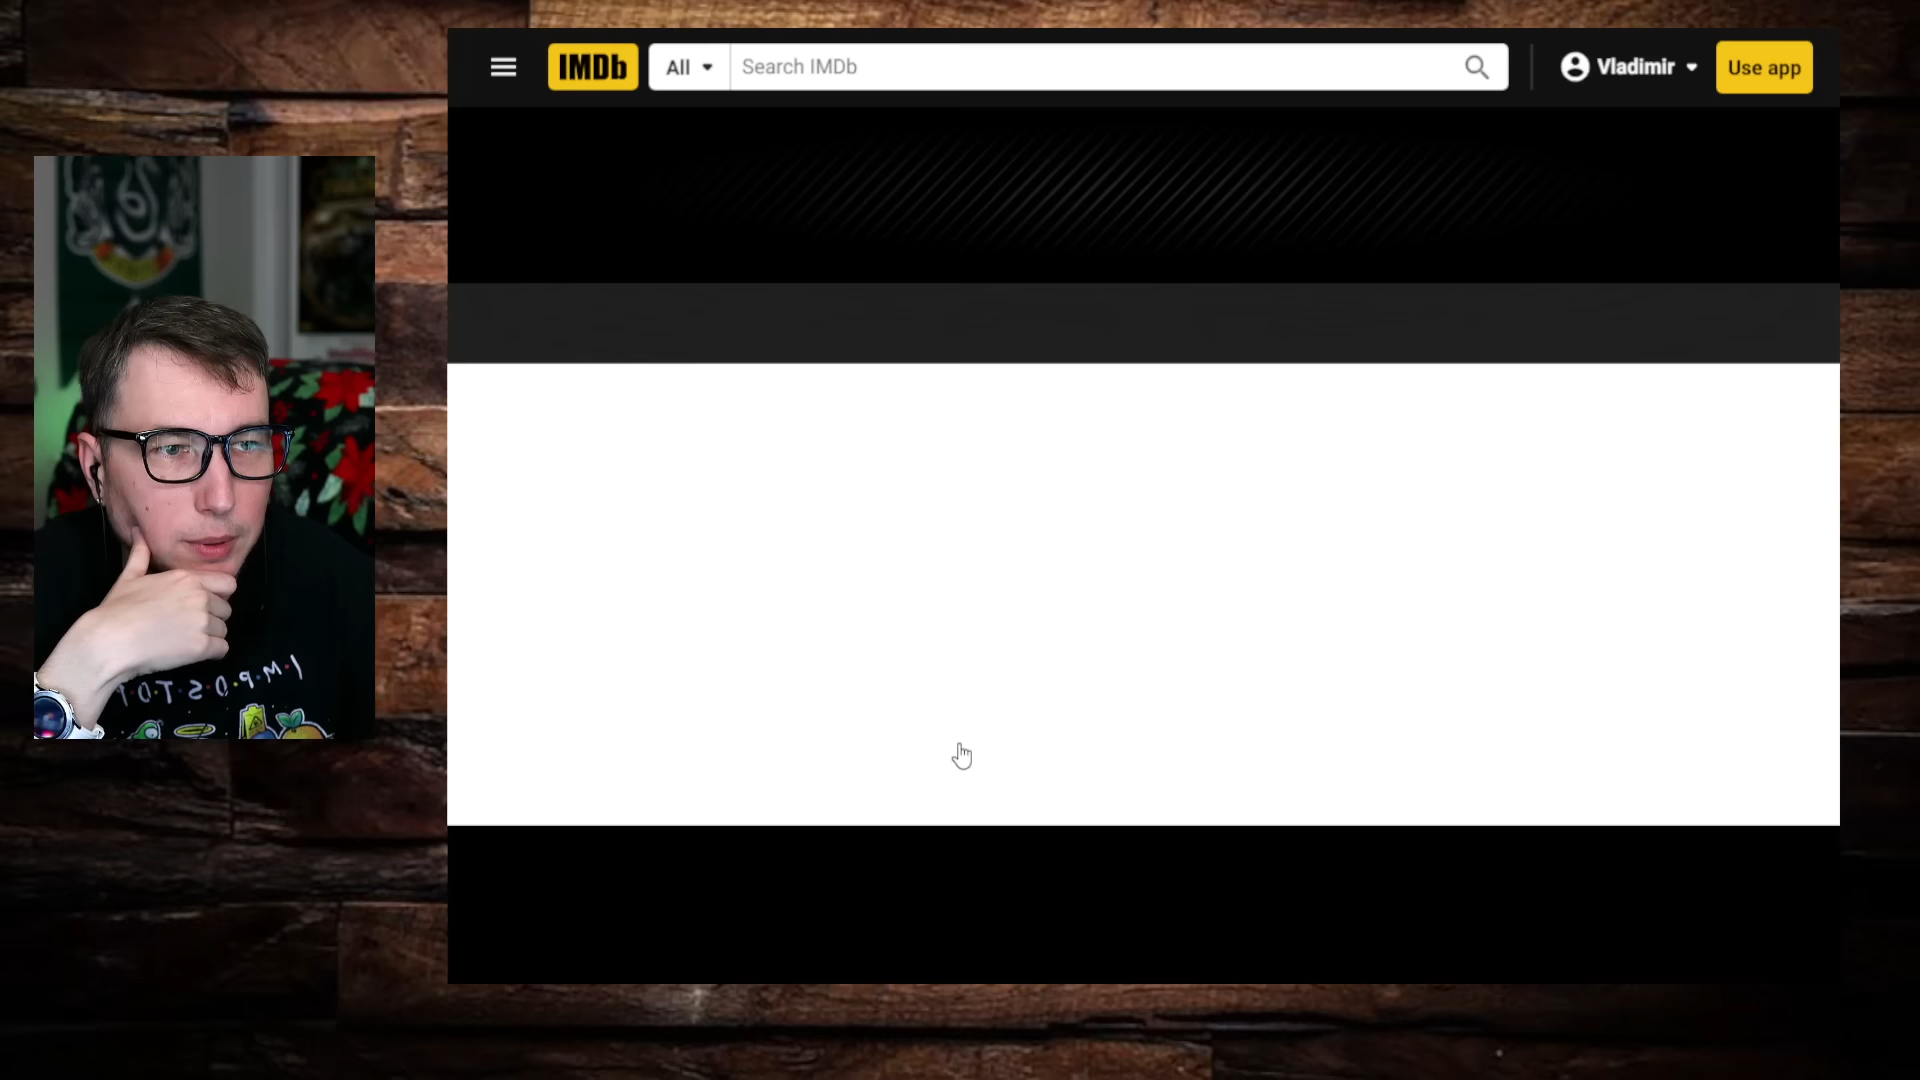 IMDb
All
Search IMDb
Vladimir
Use app
I·M·P·O·S·T·O